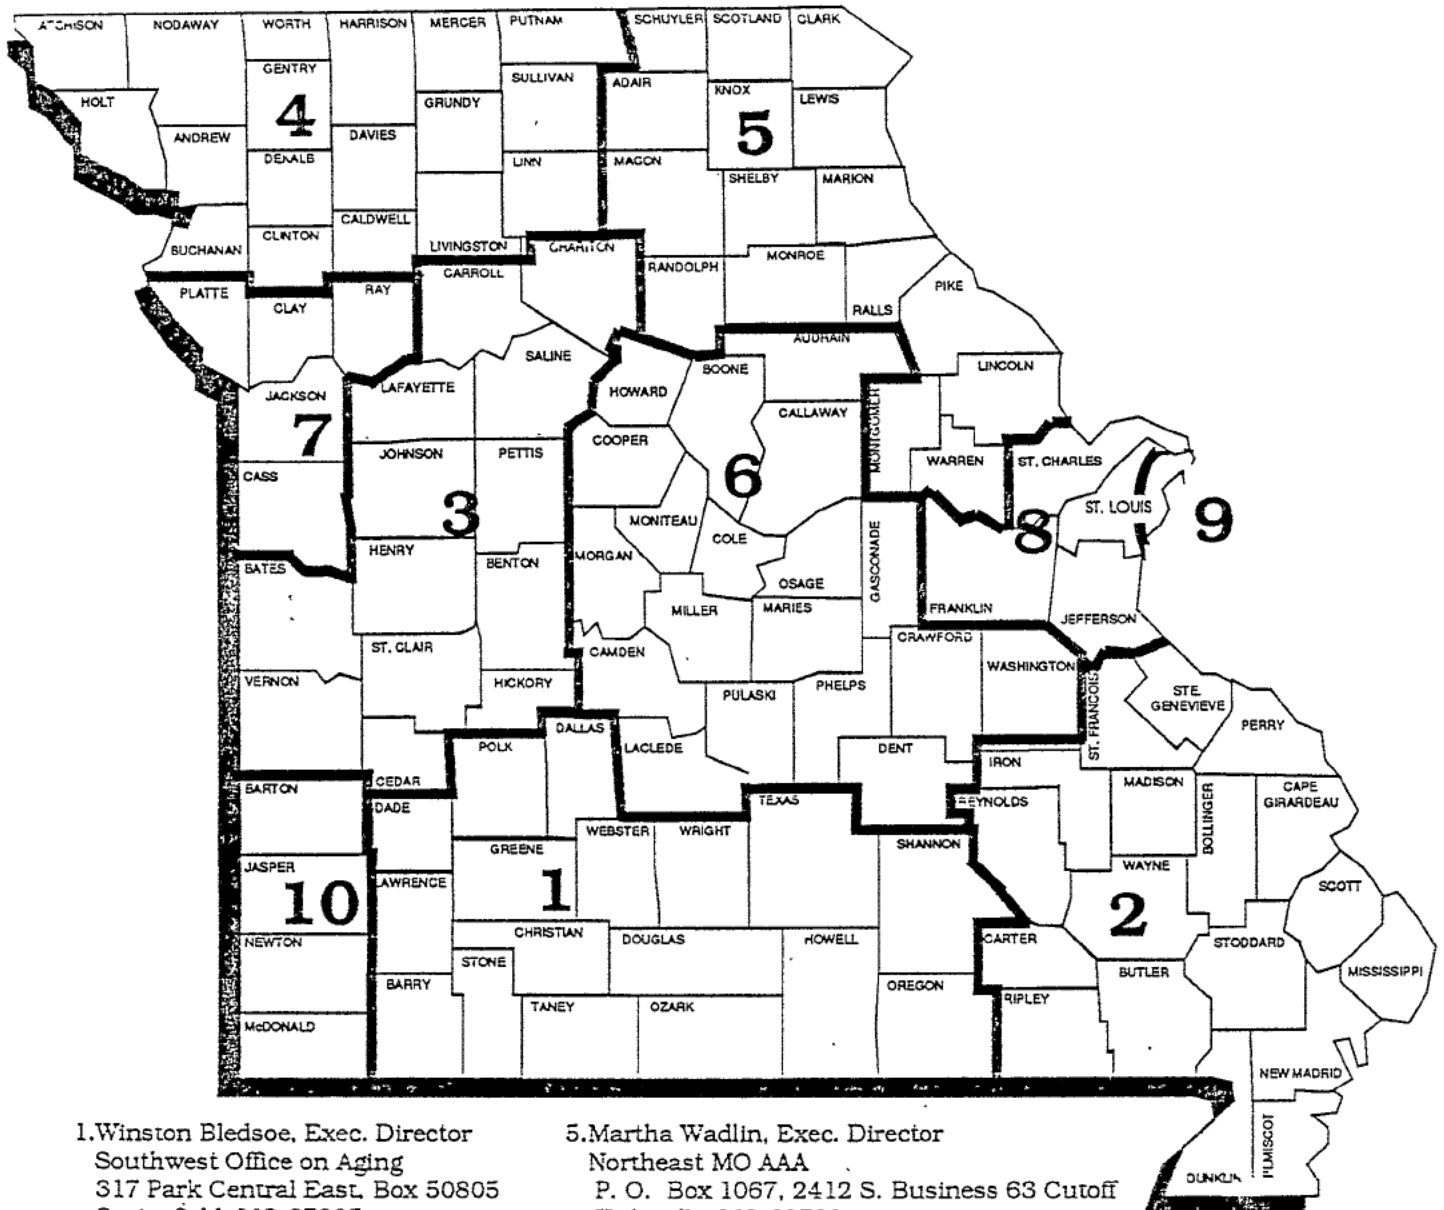 ATCHISON NODAWAY WORTH HARRISON MERCER PUTNAM SCHUYLER SCOTLAND CLARK
GENTRY SULLIVAN ADAIR KNOX LEWIS
HOLT GRUNDY
4 5
ANDREW DAVIES
DEKALB LINN MACON
SHELBY MARION
CALDWELL
BUCHANAN CLINTON LIVINGSTON CHARITON
MONROE
CARROLL RANDOLPH
PLATTE RAY PIKE
CLAY RALLS
AUDRAIN
SALINE BOONE LINCOLN
LAFAYETTE
JACKSON HOWARD
CALLAWAY MONTGOMER
7
COOPER
JOHNSON PETTIS
CASS 6 WARREN ST. CHARLES
ST. LOUIS
3 MONITEAU 9
COLE 8
HENRY MORGAN GASCONADE
BATES BENTON OSAGE
MILLER MARIES FRANKLIN
JEFFERSON
CRAWFORD
ST. CLAIR CAMDEN
WASHINGTON
VERNON HICKORY PULASKI PHELPS ST. FRANCOIS
STE.
GENEVIEVE
PERRY
DALLAS
POLK LACLEDE DENT
IRON
CEDAR MADISON
BARTON CAPE
GIRARDEAU
DADE TEXAS REYNOLDS BOLLINGER
WEBSTER WRIGHT
GREENE SHANNON
JASPER WAYNE
LAWRENCE SCOTT
10 1 2
CHRISTIAN
NEWTON DOUGLAS HOWELL CARTER STODDARD
STONE
BARRY OREGON BUTLER MISSISSIPPI
TANEY OZARK RIPLEY
McDONALD
NEW MADRID
PEMISCOT
DUNKLIN
1.Winston Bledsoe, Exec. Director
Southwest Office on Aging
317 Park Central East, Box 50805
5.Martha Wadlin, Exec. Director
Northeast MO AAA
P. O. Box 1067, 2412 S. Business 63 Cutoff